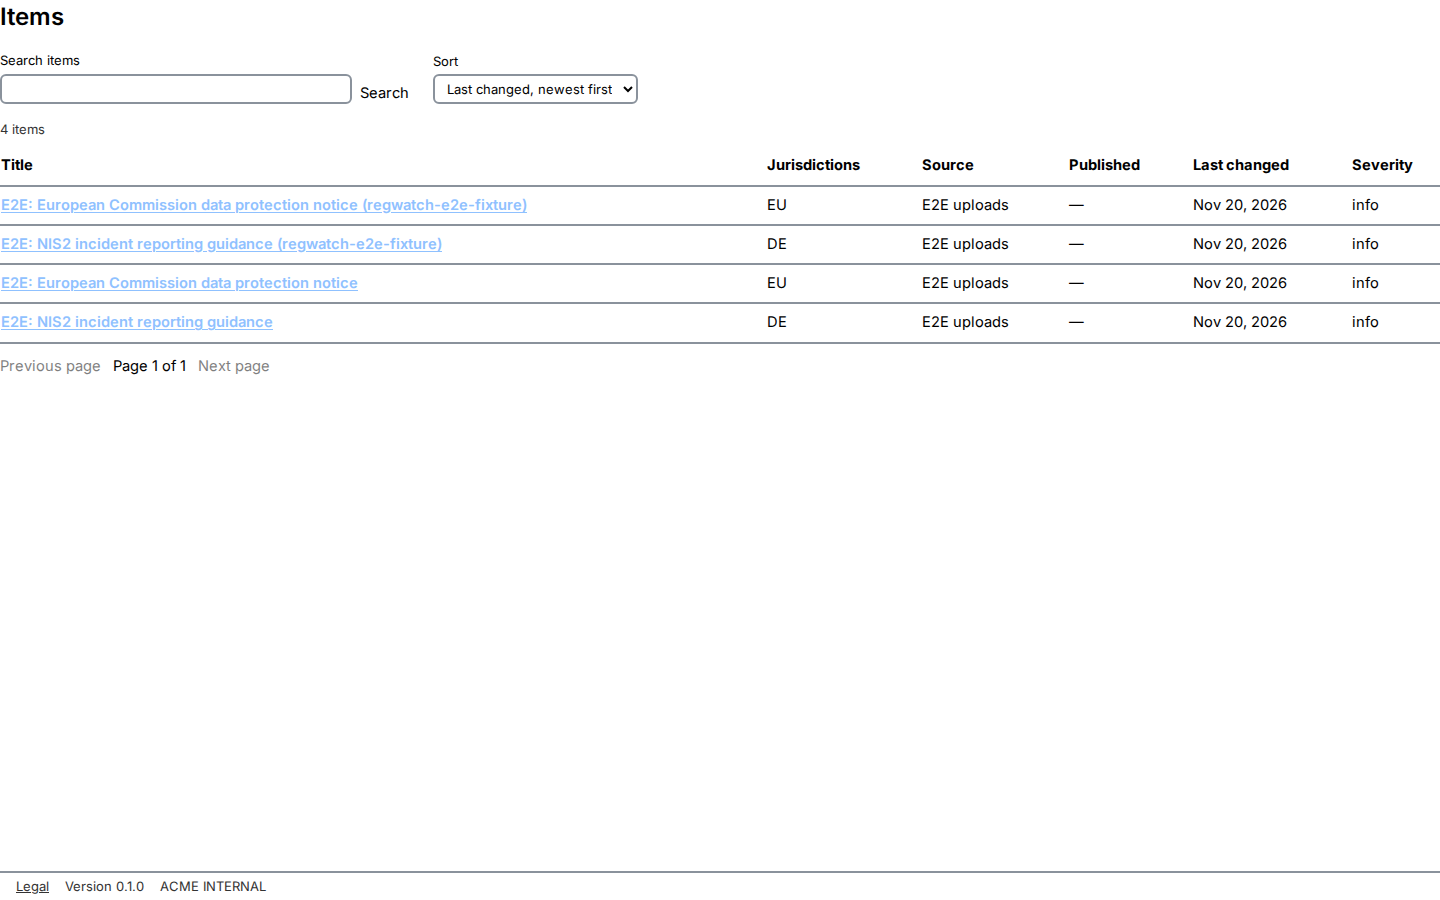 Items
Search items
Sort
Search
Last changed, newest first
4 items
Title Jurisdictions Source Published Last changed Severity
E2E: European Commission data protection notice (regwatch-e2e-fixture) EU E2E uploads — Nov 20, 2026 info
E2E: NIS2 incident reporting guidance (regwatch-e2e-fixture) DE E2E uploads — Nov 20, 2026 info
E2E: European Commission data protection notice EU E2E uploads — Nov 20, 2026 info
E2E: NIS2 incident reporting guidance DE E2E uploads — Nov 20, 2026 info
Previous page Page 1 of 1 Next page
Legal Version 0.1.0 ACME INTERNAL